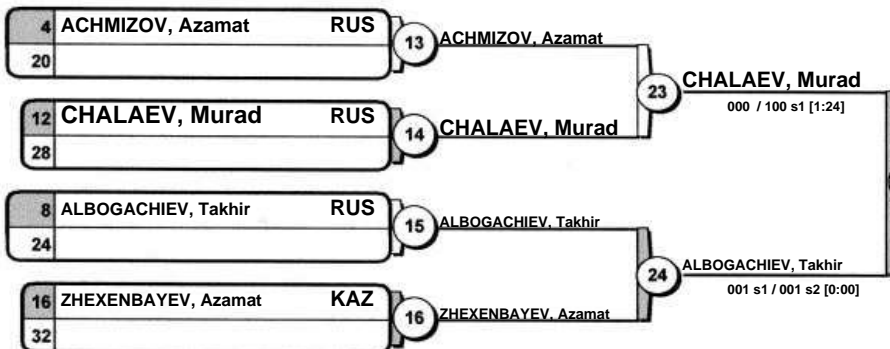 4 ACHMIZOV, Azamat RUS
20
13
ACHMIZOV, Azamat
12 CHALAEV, Murad RUS
28
14
CHALAEV, Murad
23
CHALAEV, Murad
000 / 100 s1 [1:24]
8 ALBOGACHIEV, Takhir RUS
24
15
ALBOGACHIEV, Takhir
16 ZHEXENBAYEV, Azamat KAZ
32
16
ZHEXENBAYEV, Azamat
24
ALBOGACHIEV, Takhir
001 s1 / 001 s2 [0:00]